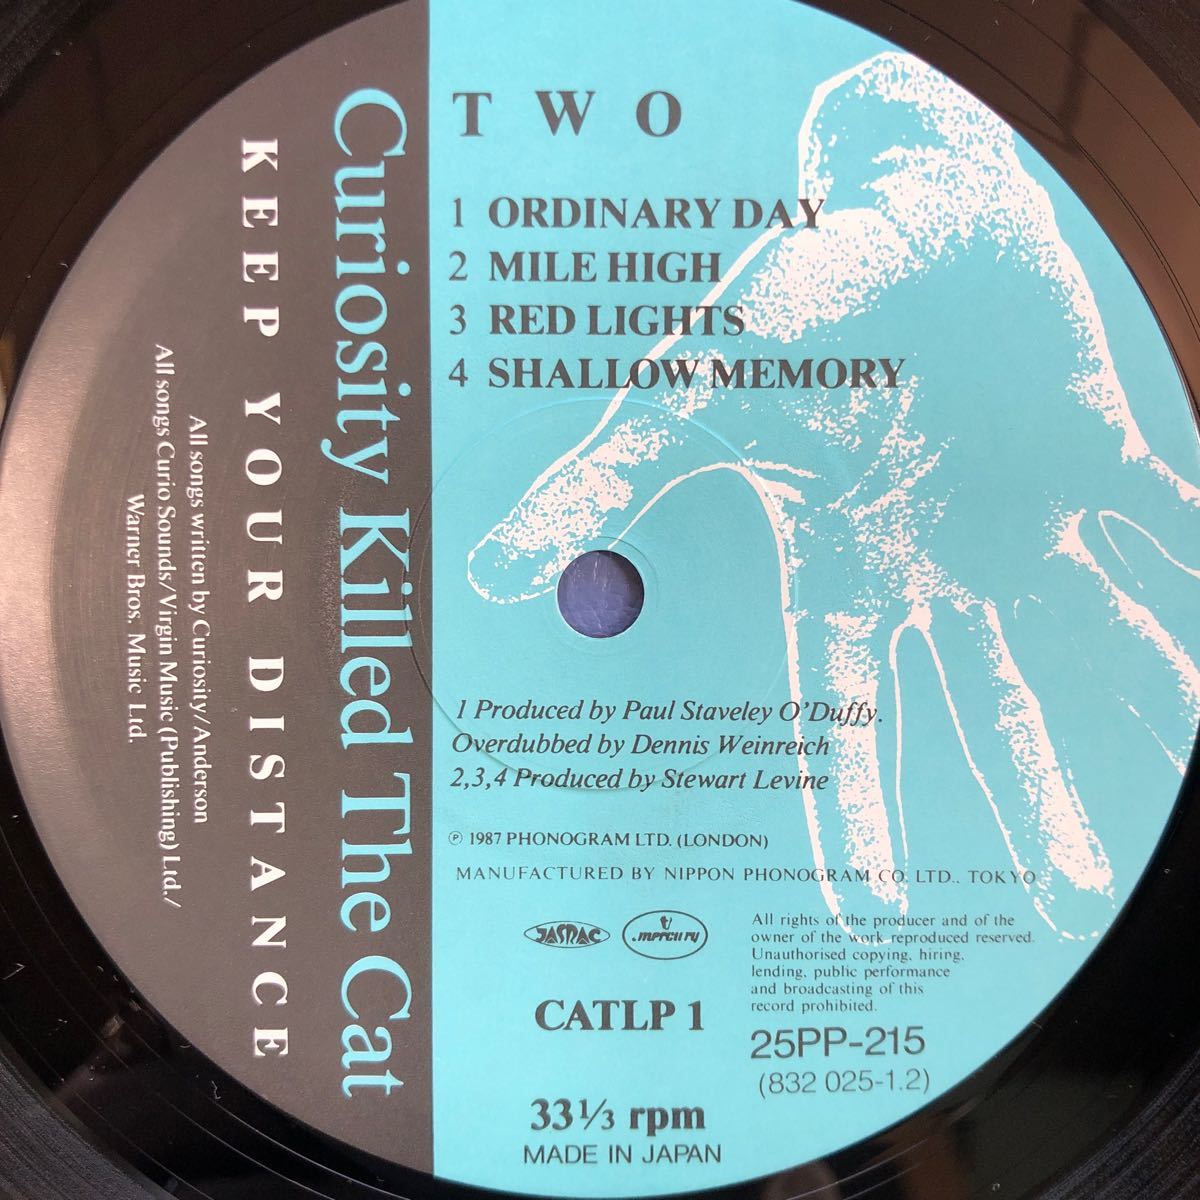 Curiosity Killed The Cat
KEEP YOUR DISTANCE
All songs written by Curiosity/Anderson
All songs Curio Sounds/Virgin Music (Publishing) Ltd./
Warner Bros. Music Ltd.
TWO
1 ORDINARY DAY
2 MILE HIGH
3 RED LIGHTS
4 SHALLOW MEMORY
1 Produced by Paul Staveley O'Duffy.
Overdubbed by Dennis Weinreich
2,3,4 Produced by Stewart Levine
℗ 1987 PHONOGRAM LTD. (LONDON)
MANUFACTURED BY NIPPON PHONOGRAM CO. LTD., TOKYO
JASRAC
mercury
All rights of the producer and of the
owner of the work reproduced reserved.
Unauthorised copying, hiring,
lending, public performance
and broadcasting of this
record prohibited.
CATLP 1
25PP-215
(832 025-1.2)
33⅓ rpm
MADE IN JAPAN